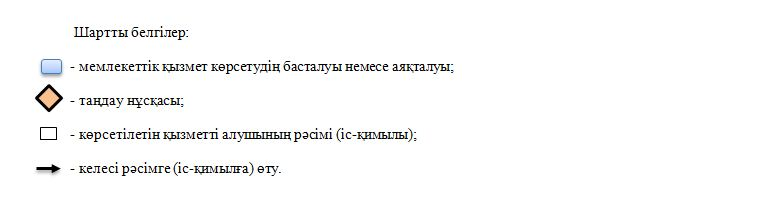 Шартты белгілер:
- мемлекеттік қызмет көрсетудің басталуы немесе аяқталуы;
- таңдау нұсқасы;
- көрсетілетін қызметті алушының рәсімі (іс-қимылы);
- келесі рәсімге (іс-қимылға) өту.